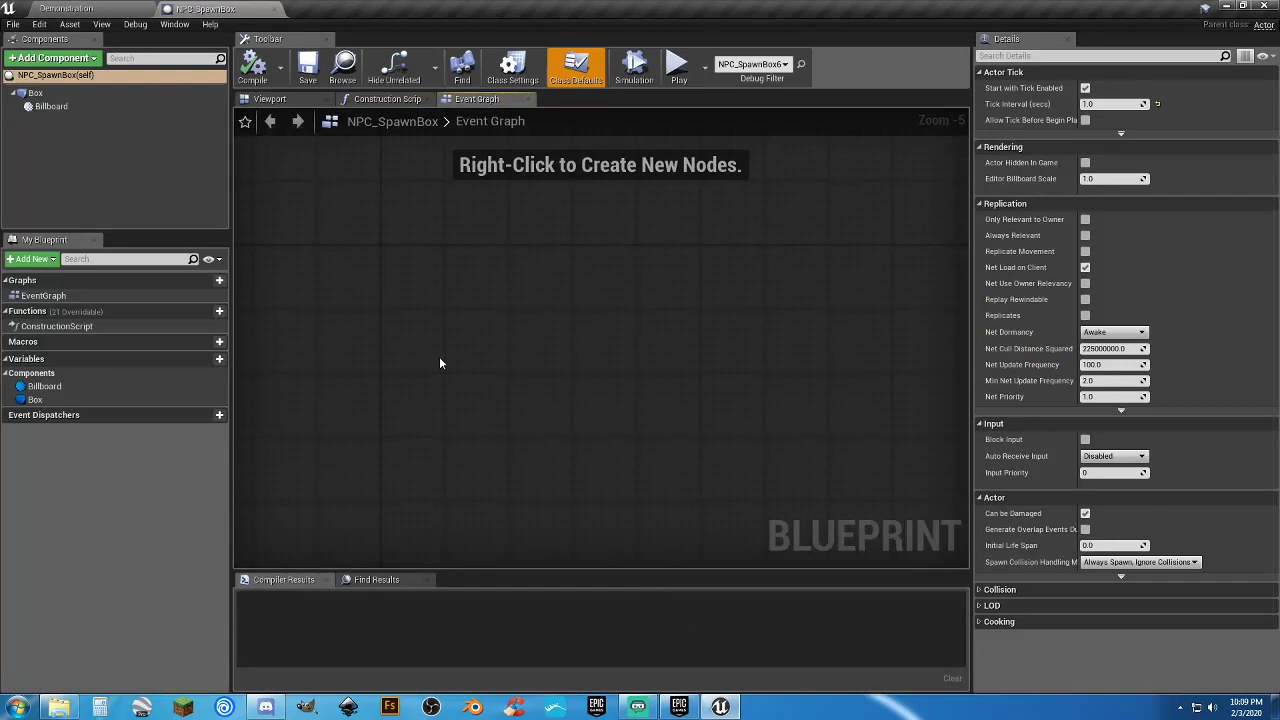 Demonstration
NPC_SpawnBox
File Edit Asset View Debug Window Help
Parent class: Actor
Components
Toolbar
Details
+Add Component
Search
NPC_SpawnBox(self)
Box
Billboard
Compile
Save
Browse
Hide Unrelated
Find
Class Settings
Class Defaults
Simulation
Play
NPC_SpawnBox6
Debug Filter
Viewport
Construction Scrip
Event Graph
NPC_SpawnBox > Event Graph
Zoom -5
Right-Click to Create New Nodes.
BLUEPRINT
My Blueprint
+Add New
Search
Graphs
EventGraph
Functions (21 Overridable)
ConstructionScript
Macros
Variables
Components
Billboard
Box
Event Dispatchers
Compiler Results
Find Results
Clear
Search Details
Actor Tick
Start with Tick Enabled
Tick Interval (secs) 1.0
Allow Tick Before Begin Pla
Rendering
Actor Hidden In Game
Editor Billboard Scale 1.0
Replication
Only Relevant to Owner
Always Relevant
Replicate Movement
Net Load on Client
Net Use Owner Relevancy
Replay Rewindable
Replicates
Net Dormancy Awake
Net Cull Distance Squared 225000000.0
Net Update Frequency 100.0
Min Net Update Frequency 2.0
Net Priority 1.0
Input
Block Input
Auto Receive Input Disabled
Input Priority 0
Actor
Can be Damaged
Generate Overlap Events Du
Initial Life Span 0.0
Spawn Collision Handling M Always Spawn, Ignore Collisions
Collision
LOD
Cooking
Pro
Fs
EPIC GAMES
EPIC GAMES
10:09 PM
2/3/2020